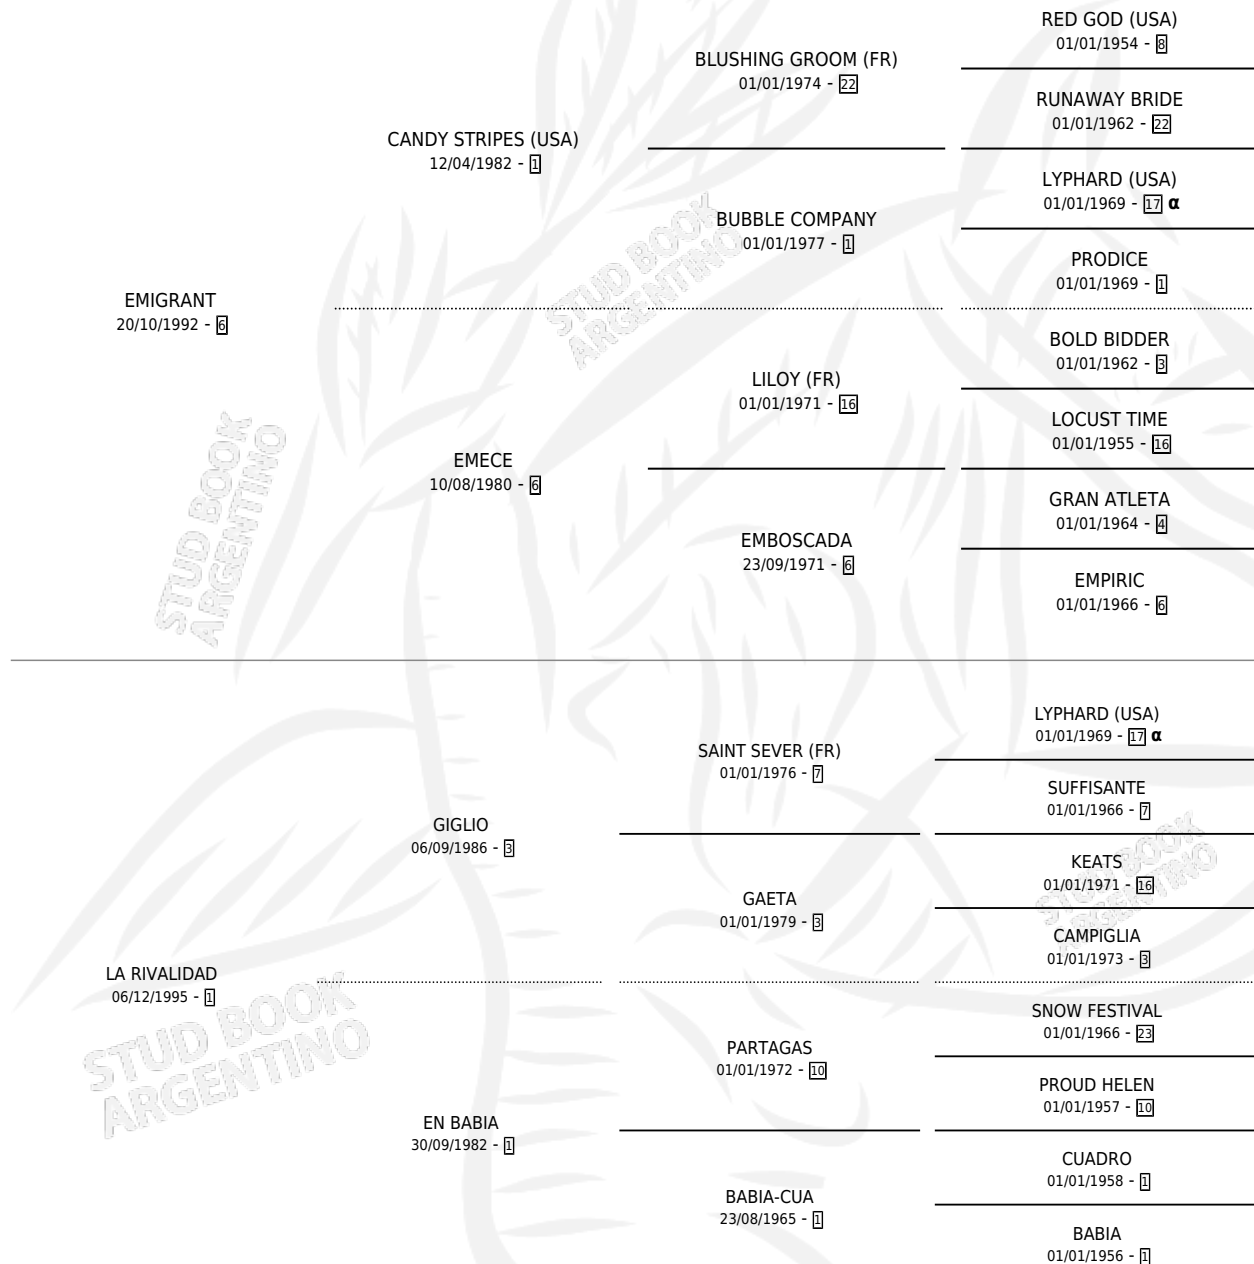 RED GOD (USA)
01/01/1954 - 8
BLUSHING GROOM (FR)
01/01/1974 - 22
RUNAWAY BRIDE
01/01/1962 - 22
CANDY STRIPES (USA)
12/04/1982 - 1
LYPHARD (USA)
01/01/1969 - 17 α
BUBBLE COMPANY
01/01/1977 - 1
PRODICE
01/01/1969 - 1
EMIGRANT
20/10/1992 - 6
BOLD BIDDER
01/01/1962 - 3
LILOY (FR)
01/01/1971 - 16
LOCUST TIME
01/01/1955 - 16
EMECE
10/08/1980 - 6
GRAN ATLETA
01/01/1964 - 4
EMBOSCADA
23/09/1971 - 6
EMPIRIC
01/01/1966 - 6
LYPHARD (USA)
01/01/1969 - 17 α
SAINT SEVER (FR)
01/01/1976 - 7
SUFFISANTE
01/01/1966 - 7
GIGLIO
06/09/1986 - 3
KEATS
01/01/1971 - 16
GAETA
01/01/1979 - 3
CAMPIGLIA
01/01/1973 - 3
LA RIVALIDAD
06/12/1995 - 1
SNOW FESTIVAL
01/01/1966 - 23
PARTAGAS
01/01/1972 - 10
PROUD HELEN
01/01/1957 - 10
EN BABIA
30/09/1982 - 1
CUADRO
01/01/1958 - 1
BABIA-CUA
23/08/1965 - 1
BABIA
01/01/1956 - 1
STUD BOOK
ARGENTINO
STUD BOOK
ARGENTINO
STUD BOOK
ARGENTINO
STUD BOOK
ARGENTINO